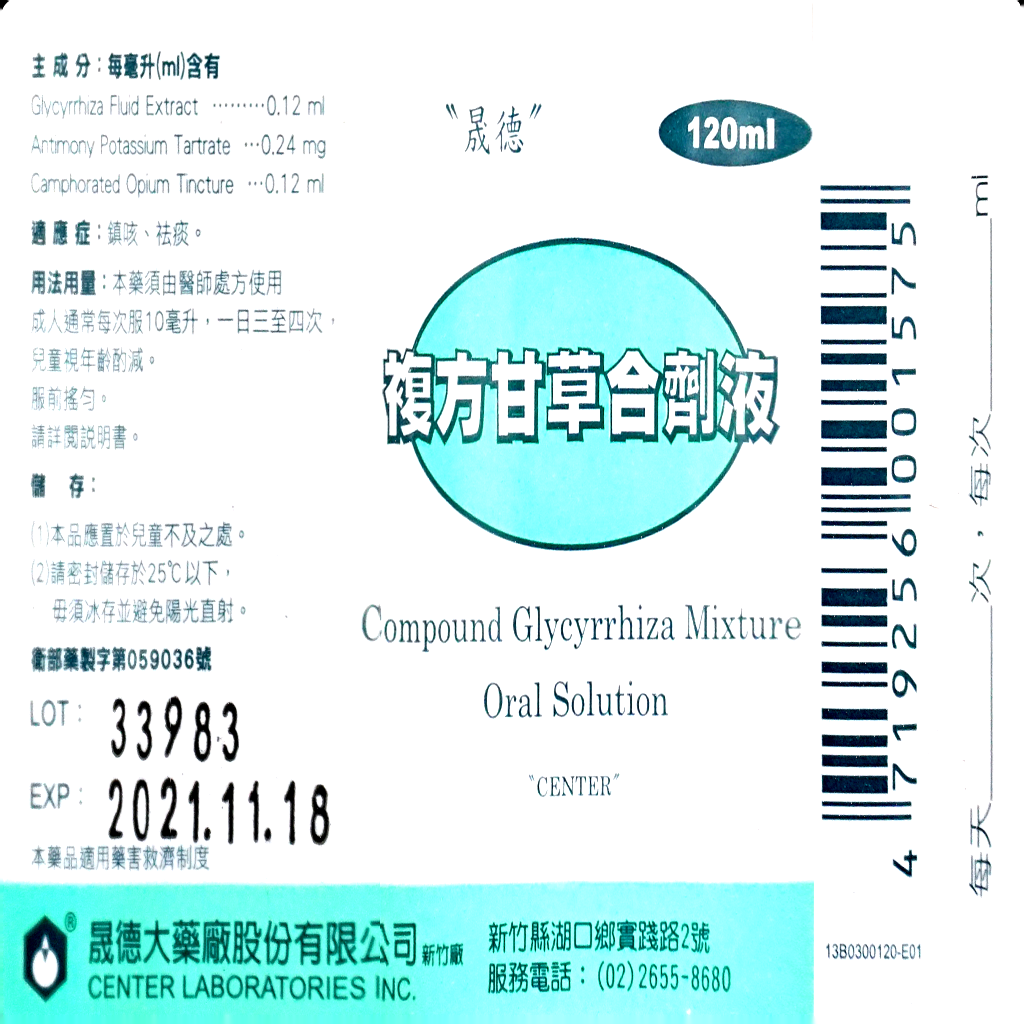 主成分：每毫升(ml)含有
Glycyrrhiza Fluid Extract ………0.12 ml
Antimony Potassium Tartrate …0.24 mg
Camphorated Opium Tincture …0.12 ml
適應症：鎮咳、祛痰。
用法用量：本藥須由醫師處方使用
成人通常每次服10毫升，一日三至四次，
兒童視年齡酌減。
服前搖勻。
請詳閱說明書。
儲 存：
(1)本品應置於兒童不及之處。
(2)請密封儲存於25℃以下，
毋須冰存並避免陽光直射。
衛部藥製字第059036號
LOT： 33983
EXP： 2021.11.18
本藥品適用藥害救濟制度
"晟德"
120ml
複方甘草合劑液
Compound Glycyrrhiza Mixture
Oral Solution
"CENTER"
4719256001575
每天______次，每次______ml
®
晟德大藥廠股份有限公司 新竹廠
CENTER LABORATORIES INC.
新竹縣湖口鄉實踐路2號
服務電話：(02)2655-8680
13B0300120-E01